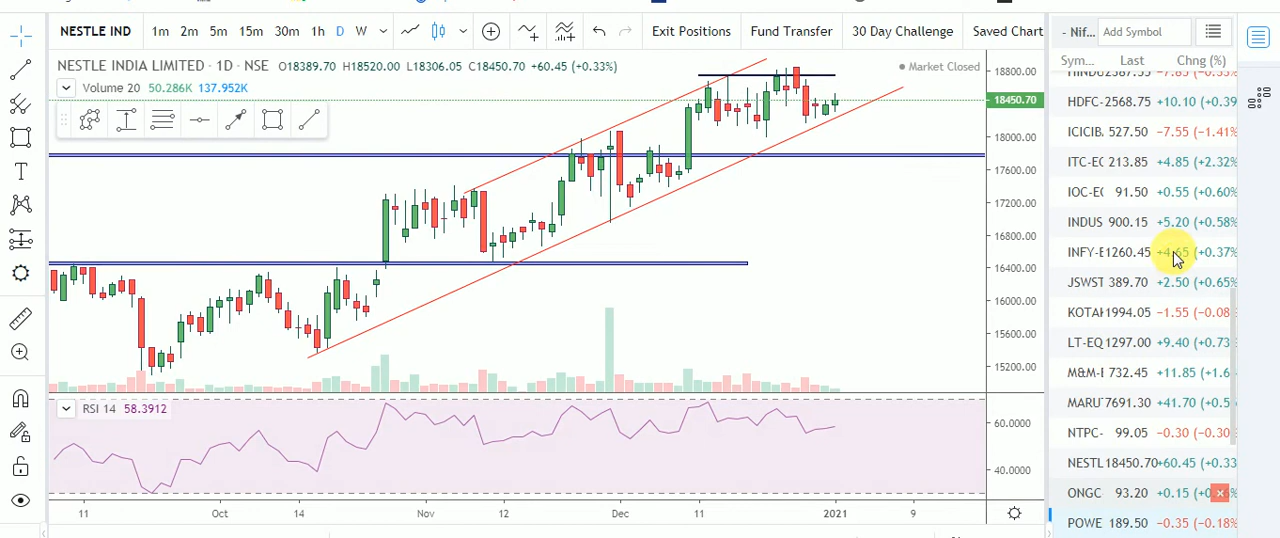 NESTLE IND 1m 2m 5m 15m 30m 1h D W Exit Positions Fund Transfer 30 Day Challenge Saved Chart
- Nif... Add Symbol
Sym... Last Chng (%)
NESTLE INDIA LIMITED • 1D • NSE O18389.70 H18520.00 L18306.05 C18450.70 +60.45 (+0.33%)
Market Closed
Volume 20 50.286K 137.952K
18800.00
18450.70
18000.00
17600.00
17200.00
16800.00
16400.00
16000.00
15600.00
15200.00
RSI 14 58.3912
60.0000
40.0000
11 Oct 14 Nov 12 Dec 11 2021 9
HDFC- 2568.75 +10.10 (+0.39
ICICIB. 527.50 −7.55 (−1.41%
ITC-EC 213.85 +4.85 (+2.32%
IOC-EC 91.50 +0.55 (+0.60%
INDUS 900.15 +5.20 (+0.58%
INFY-E 1260.45 +4.65 (+0.37%
JSWST 389.70 +2.50 (+0.65%
KOTAK 1994.05 −1.55 (−0.08
LT-EQ 1297.00 +9.40 (+0.73
M&M-I 732.45 +11.85 (+1.6
MARU 7691.30 +41.70 (+0.5
NTPC- 99.05 −0.30 (−0.30
NESTL 18450.70 +60.45 (+0.33
ONGC 93.20 +0.15 (+0
POWE 189.50 −0.35 (−0.18%